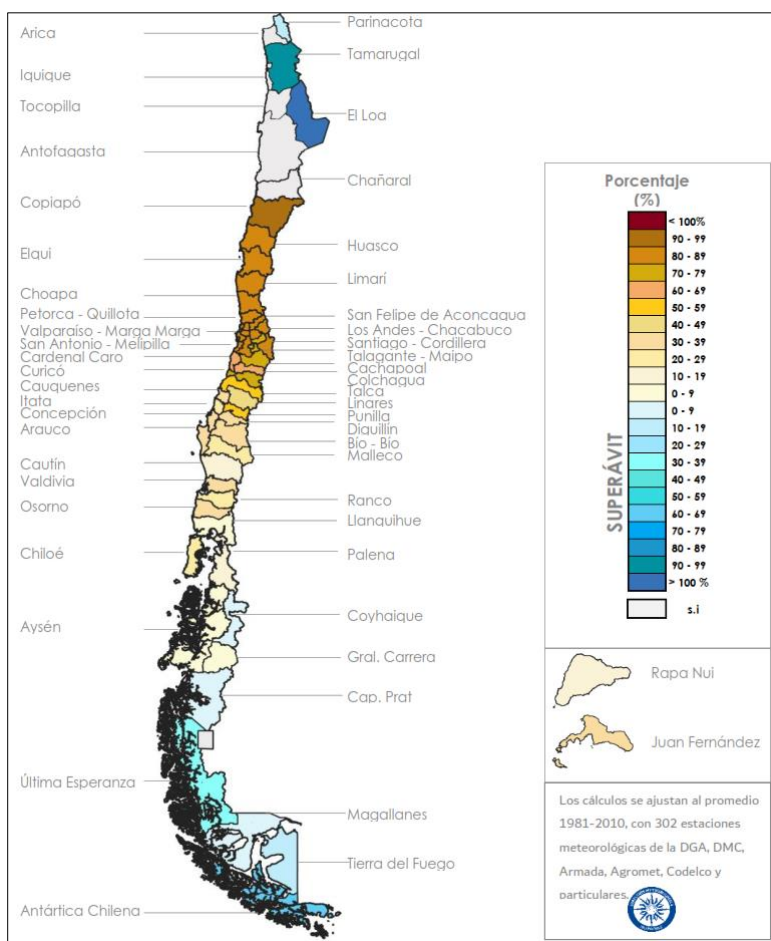 Arica
Iquique
Tocopilla
Antofagasta
Copiapó
Elqui
Choapa
Petorca - Quillota
Valparaíso - Marga Marga
San Antonio - Melipilla
Cardenal Caro
Curicó
Cauquenes
Itata
Concepción
Arauco
Cautín
Valdivia
Osorno
Chiloé
Aysén
Última Esperanza
Antártica Chilena
Parinacota
Tamarugal
El Loa
Chañaral
Huasco
Limarí
San Felipe de Aconcagua
Los Andes - Chacabuco
Santiago - Cordillera
Talagante - Maipo
Cachapoal
Colchagua
Talca
Linares
Punilla
Diguillín
Bío - Bío
Malleco
Ranco
Llanquihue
Palena
Coyhaique
Gral. Carrera
Cap. Prat
Magallanes
Tierra del Fuego
Porcentaje
(%)
DÉFICIT
< 100%
90 - 99
80 - 89
70 - 79
60 - 69
50 - 59
40 - 49
30 - 39
20 - 29
10 - 19
0 - 9
SUPERÁVIT
0 - 9
10 - 19
20 - 29
30 - 39
40 - 49
50 - 59
60 - 69
70 - 79
80 - 89
90 - 99
> 100 %
s.i
Rapa Nui
Juan Fernández
Los cálculos se ajustan al promedio
1981-2010, con 302 estaciones
meteorológicas de la DGA, DMC,
Armada, Agromet, Codelco y
particulares.